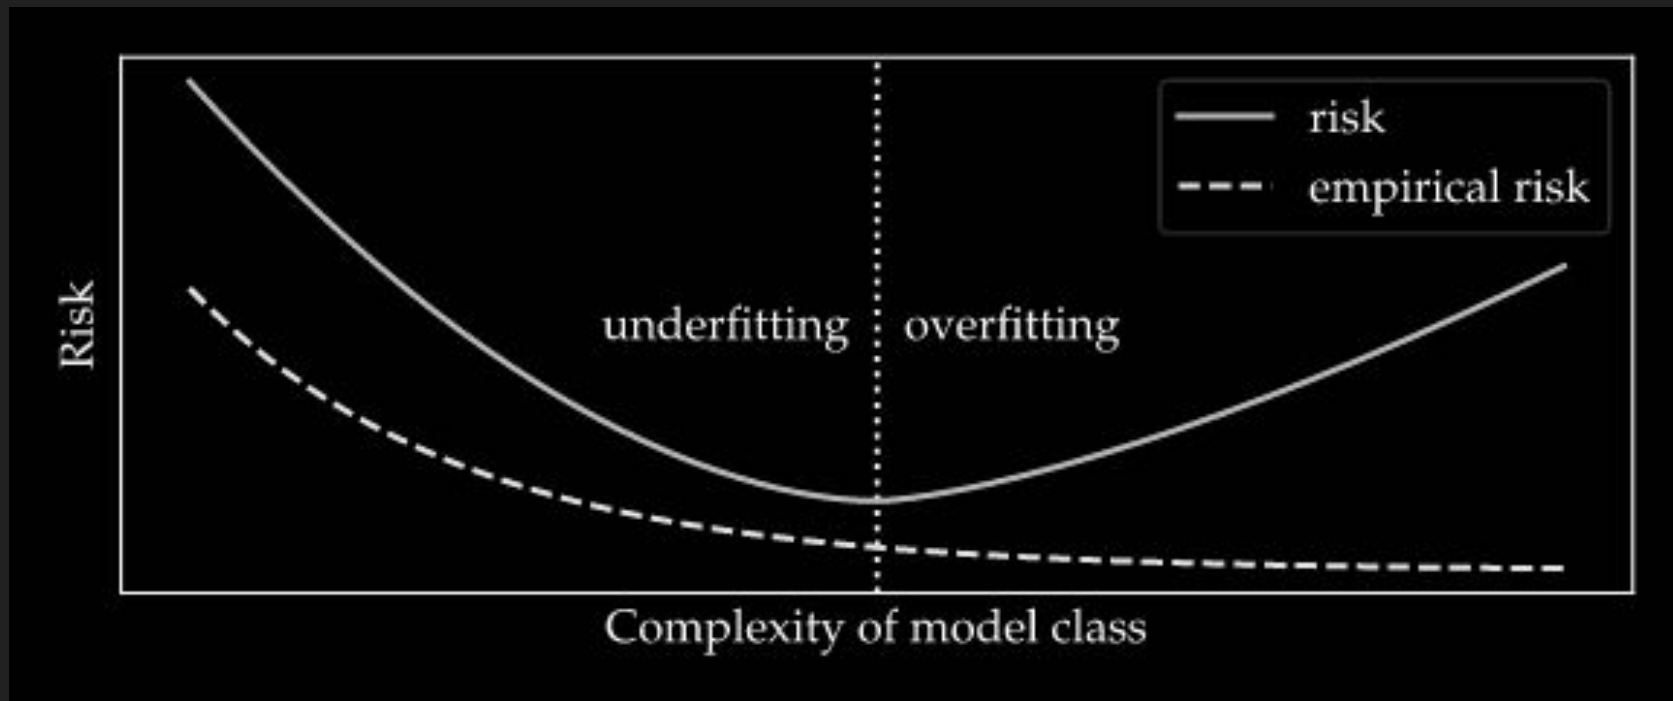 risk
empirical risk
underfitting
overfitting
Risk
Complexity of model class